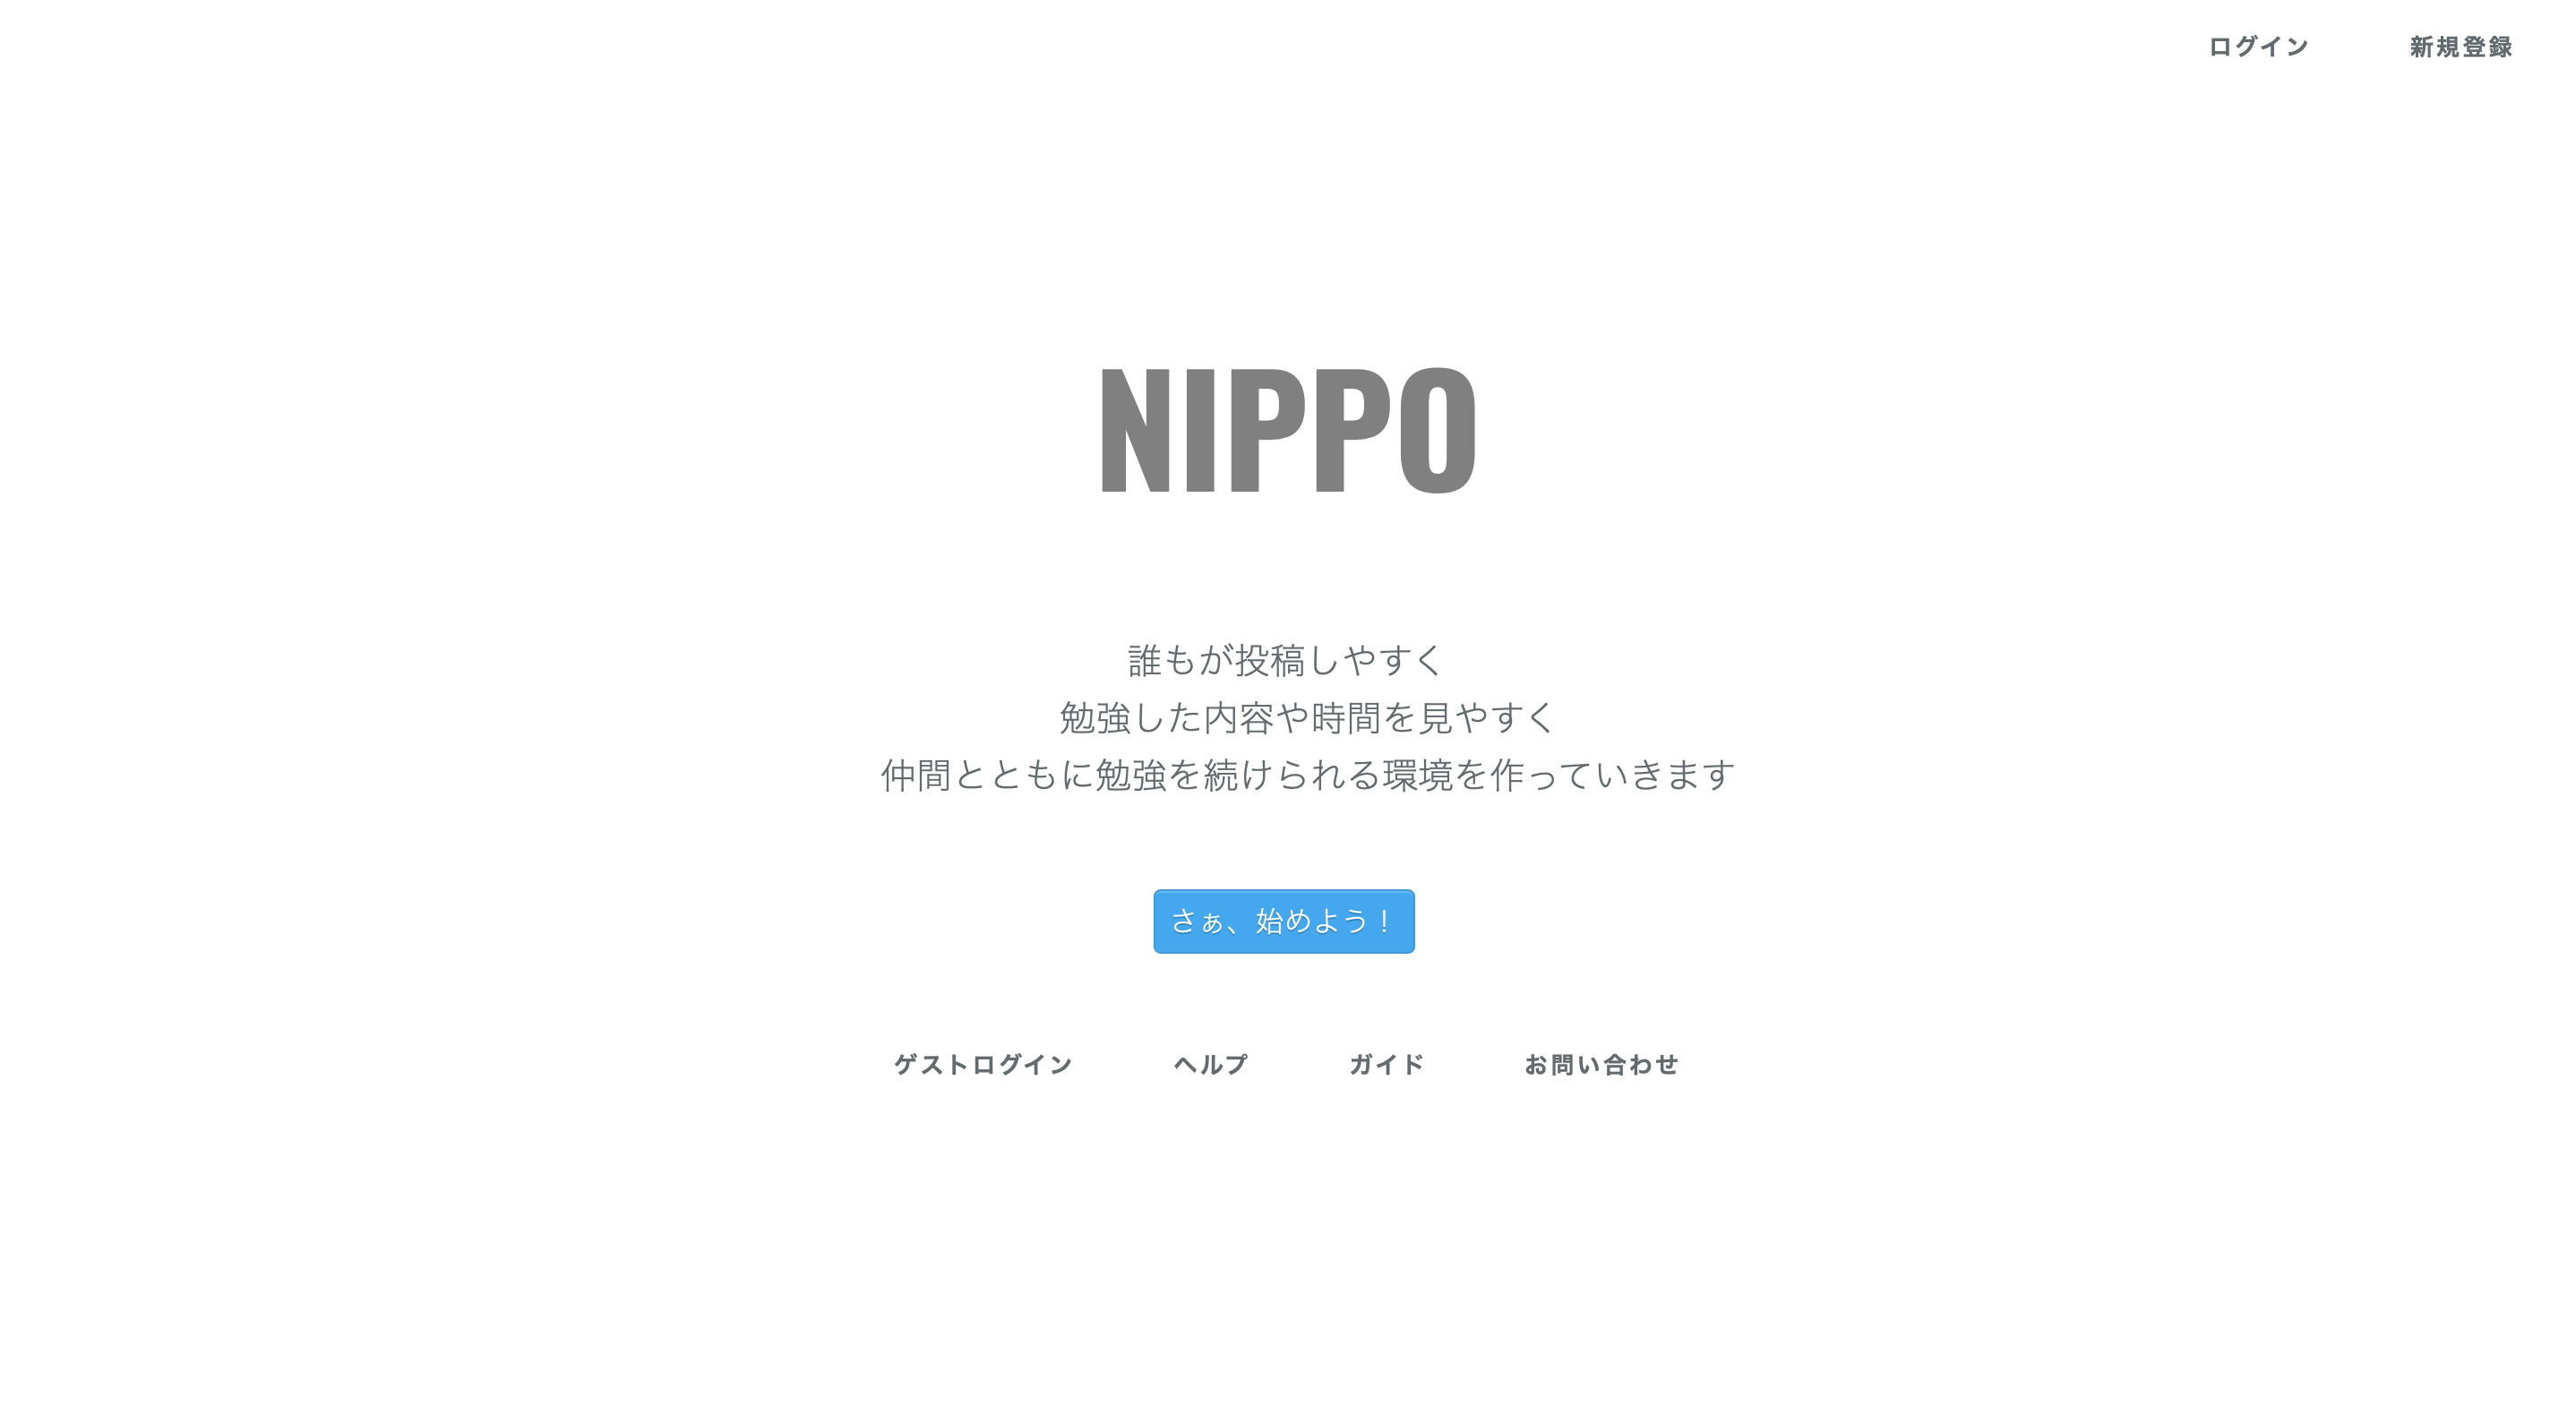 ログイン 新規登録
NIPPO
誰もが投稿しやすく
勉強した内容や時間を見やすく
仲間とともに勉強を続けられる環境を作っていきます
さぁ、始めよう！
ゲストログイン ヘルプ ガイド お問い合わせ